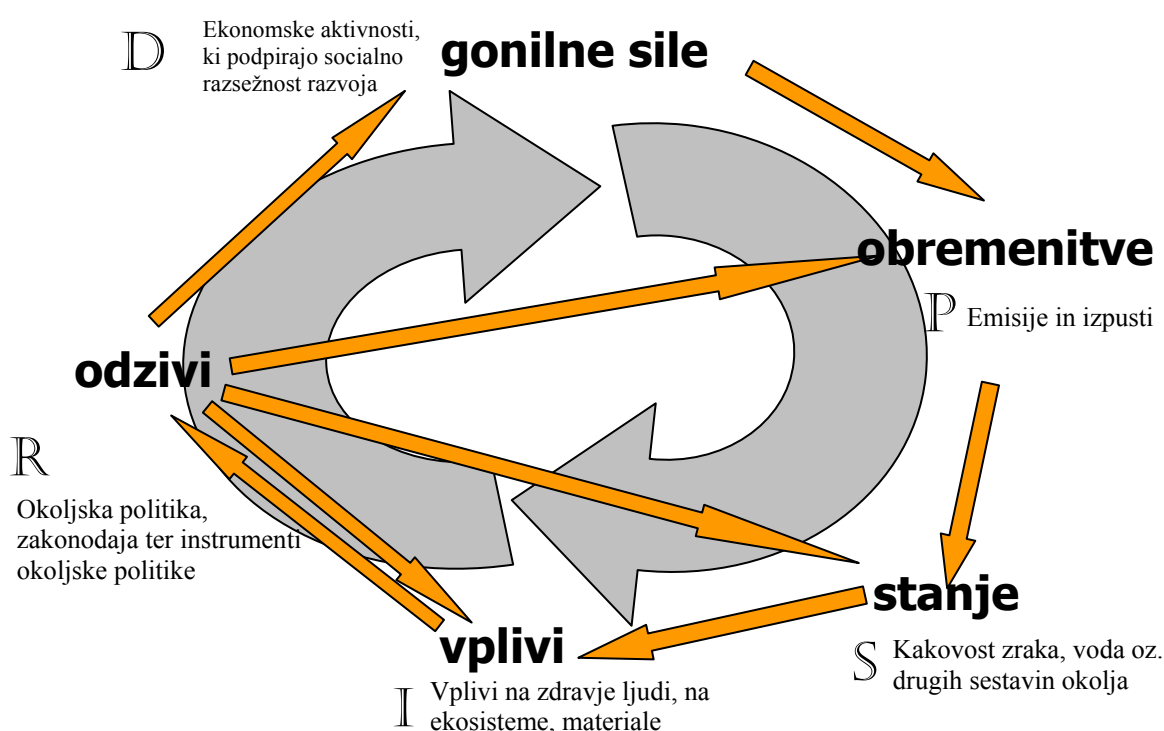 D
Ekonomske aktivnosti,
ki podpirajo socialno
razsežnost razvoja
gonilne sile
obremenitve
P
Emisije in izpusti
odzivi
R
Okoljska politika,
zakonodaja ter instrumenti
okoljske politike
stanje
S
Kakovost zraka, voda oz.
drugih sestavin okolja
vplivi
I
Vplivi na zdravje ljudi, na
ekosisteme, materiale